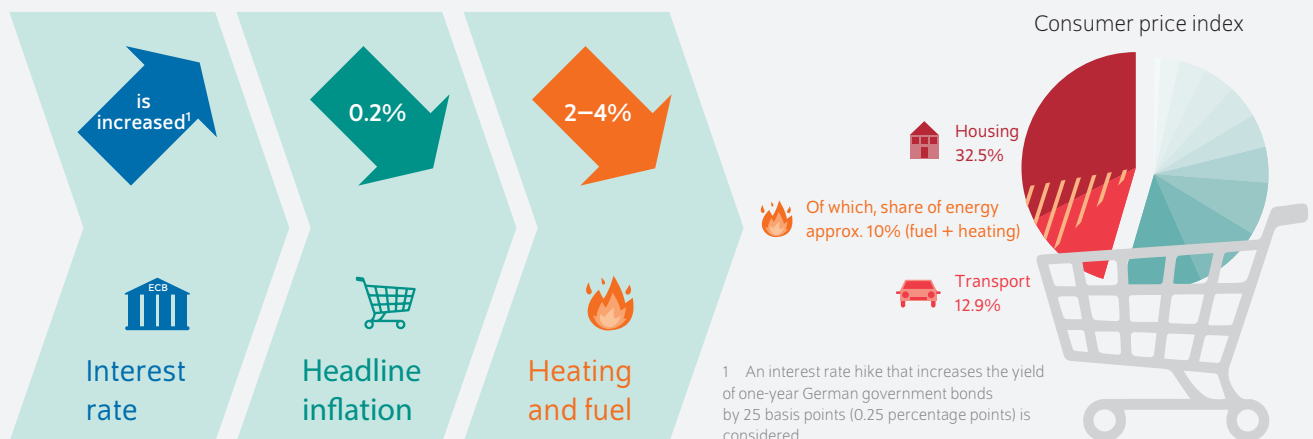 is
increased¹
ECB
Interest
rate
0.2%
Headline
inflation
2–4%
Heating
and fuel
Consumer price index
Housing
32.5%
Of which, share of energy
approx. 10% (fuel + heating)
Transport
12.9%
1 An interest rate hike that increases the yield
of one-year German government bonds
by 25 basis points (0.25 percentage points) is
considered